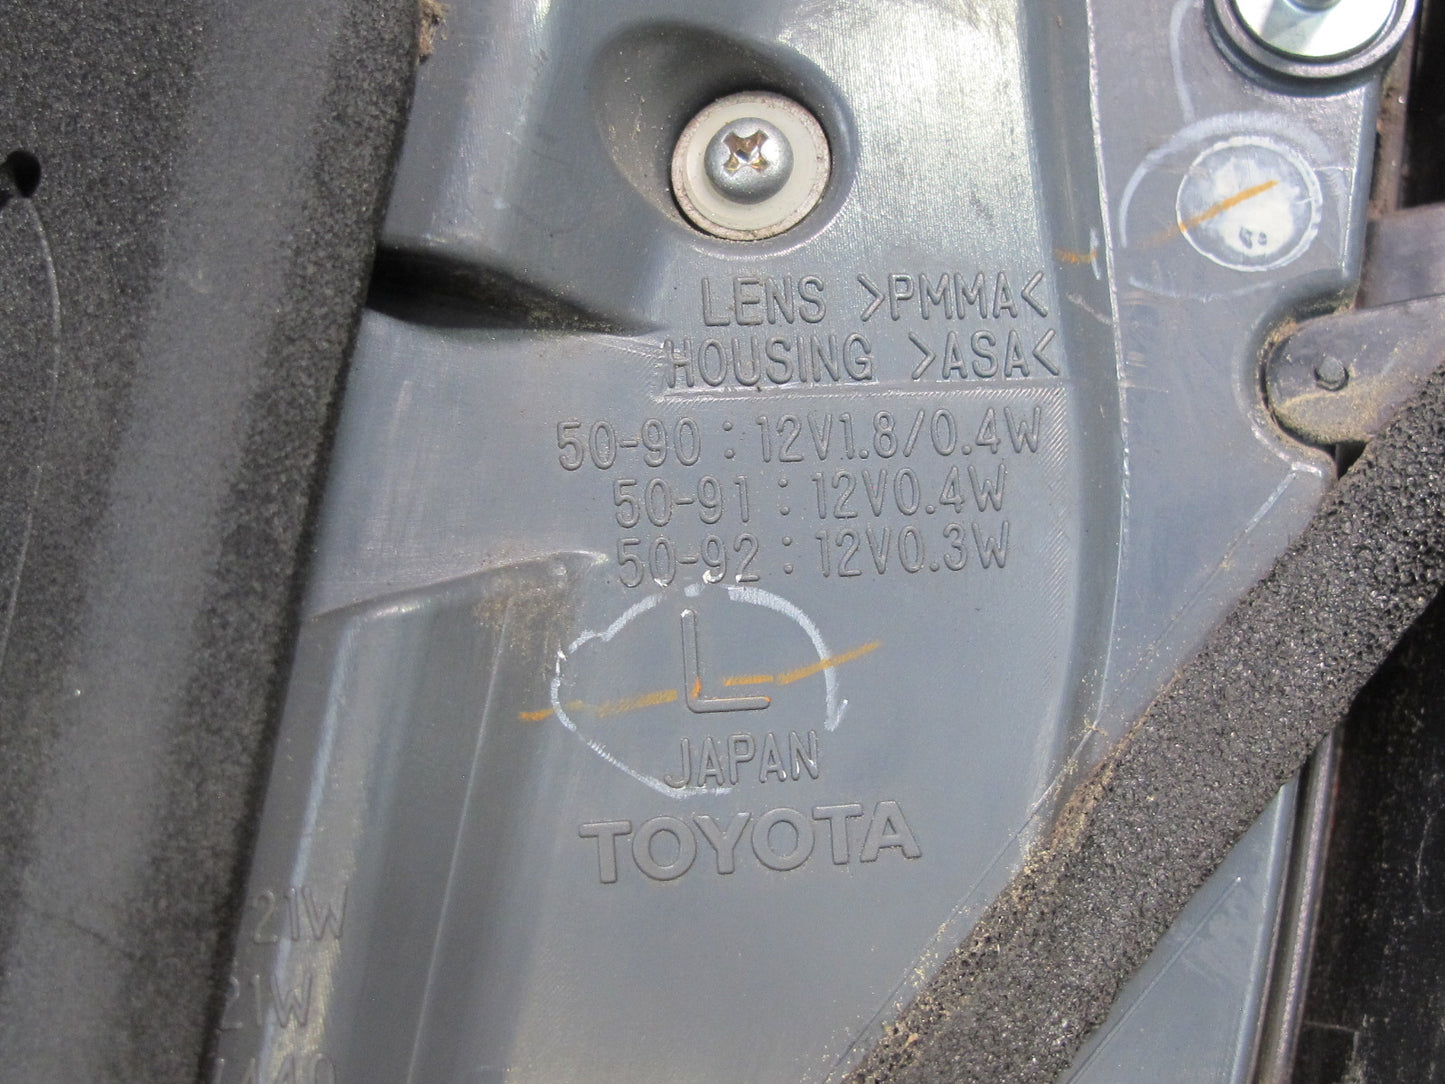 LENS >PMMA<
HOUSING >ASA<
50-90 : 12V1.8/0.4W
50-91 : 12V0.4W
50-92 : 12V0.3W
L
JAPAN
TOYOTA
21W
21W